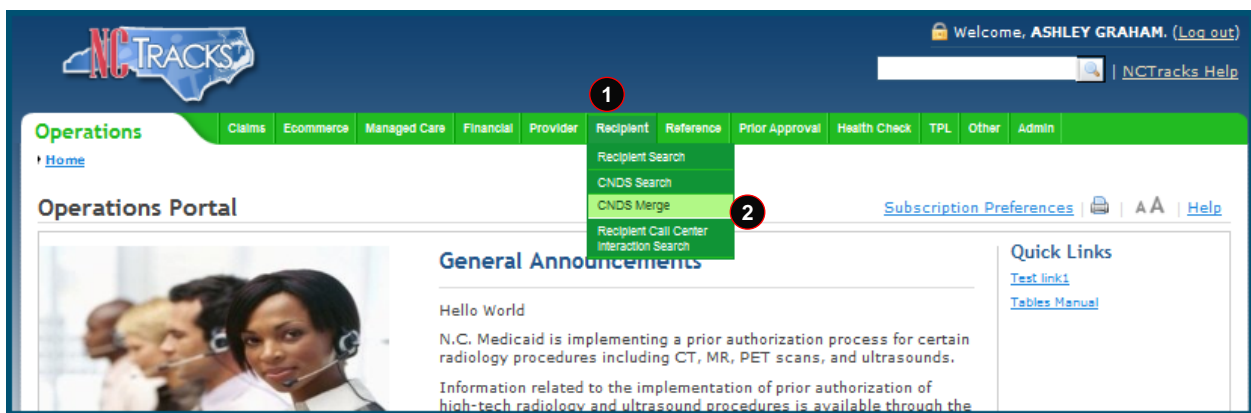 NCTRACKS
Welcome, ASHLEY GRAHAM. (Log out)
| NCTracks Help
1
Operations Claims Ecommerce Managed Care Financial Provider Recipient Reference Prior Approval Health Check TPL Other Admin
Home
Recipient Search
CNDS Search
CNDS Merge
2
Recipient Call Center
Interaction Search
Operations Portal
Subscription Preferences | | A A | Help
General Announcements
Hello World
N.C. Medicaid is implementing a prior authorization process for certain
radiology procedures including CT, MR, PET scans, and ultrasounds.
Information related to the implementation of prior authorization of
high-tech radiology and ultrasound procedures is available through the
Quick Links
Test link1
Tables Manual